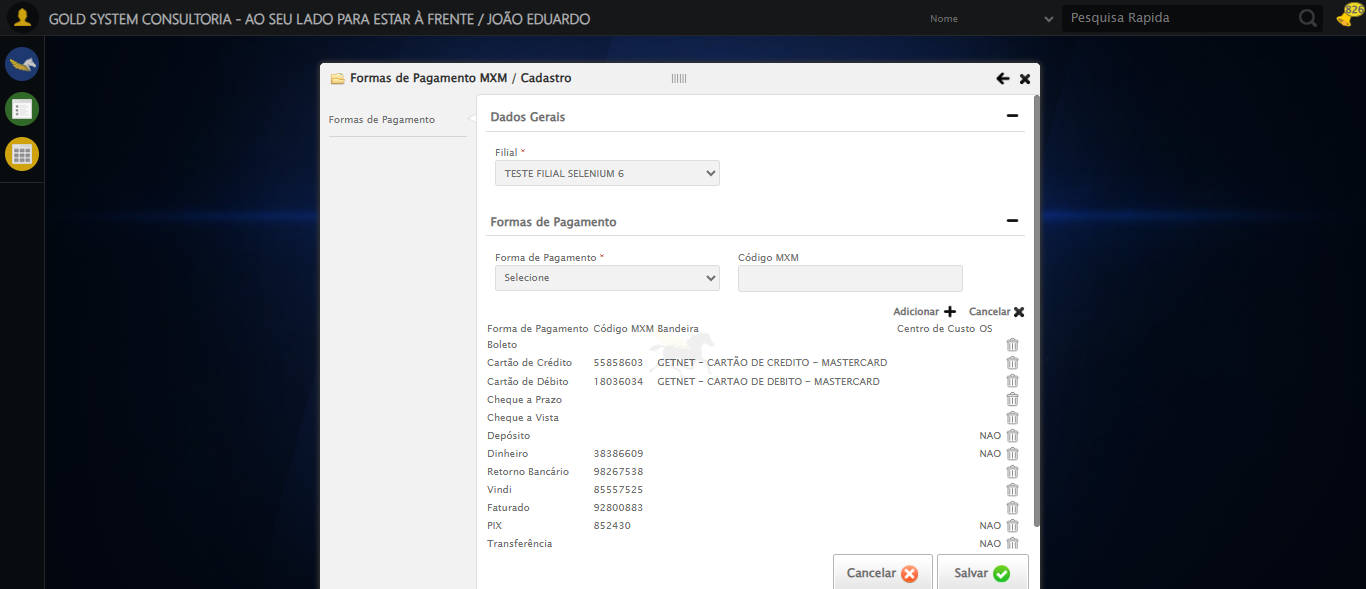 GOLD SYSTEM CONSULTORIA - AO SEU LADO PARA ESTAR À FRENTE / JOÃO EDUARDO
Nome
Pesquisa Rapida
826
Formas de Pagamento MXM / Cadastro
Formas de Pagamento
Dados Gerais
Filial *
TESTE FILIAL SELENIUM 6
Formas de Pagamento
Forma de Pagamento * Código MXM
Selecione
Adicionar Cancelar
Forma de Pagamento Código MXM Bandeira Centro de Custo OS
Boleto
Cartão de Crédito 55858603 GETNET - CARTÃO DE CREDITO - MASTERCARD
Cartão de Débito 18036034 GETNET - CARTAO DE DEBITO - MASTERCARD
Cheque a Prazo
Cheque a Vista
Depósito NAO
Dinheiro 38386609 NAO
Retorno Bancário 98267538
Vindi 85557525
Faturado 92800883
PIX 852430 NAO
Transferência NAO
Cancelar Salvar